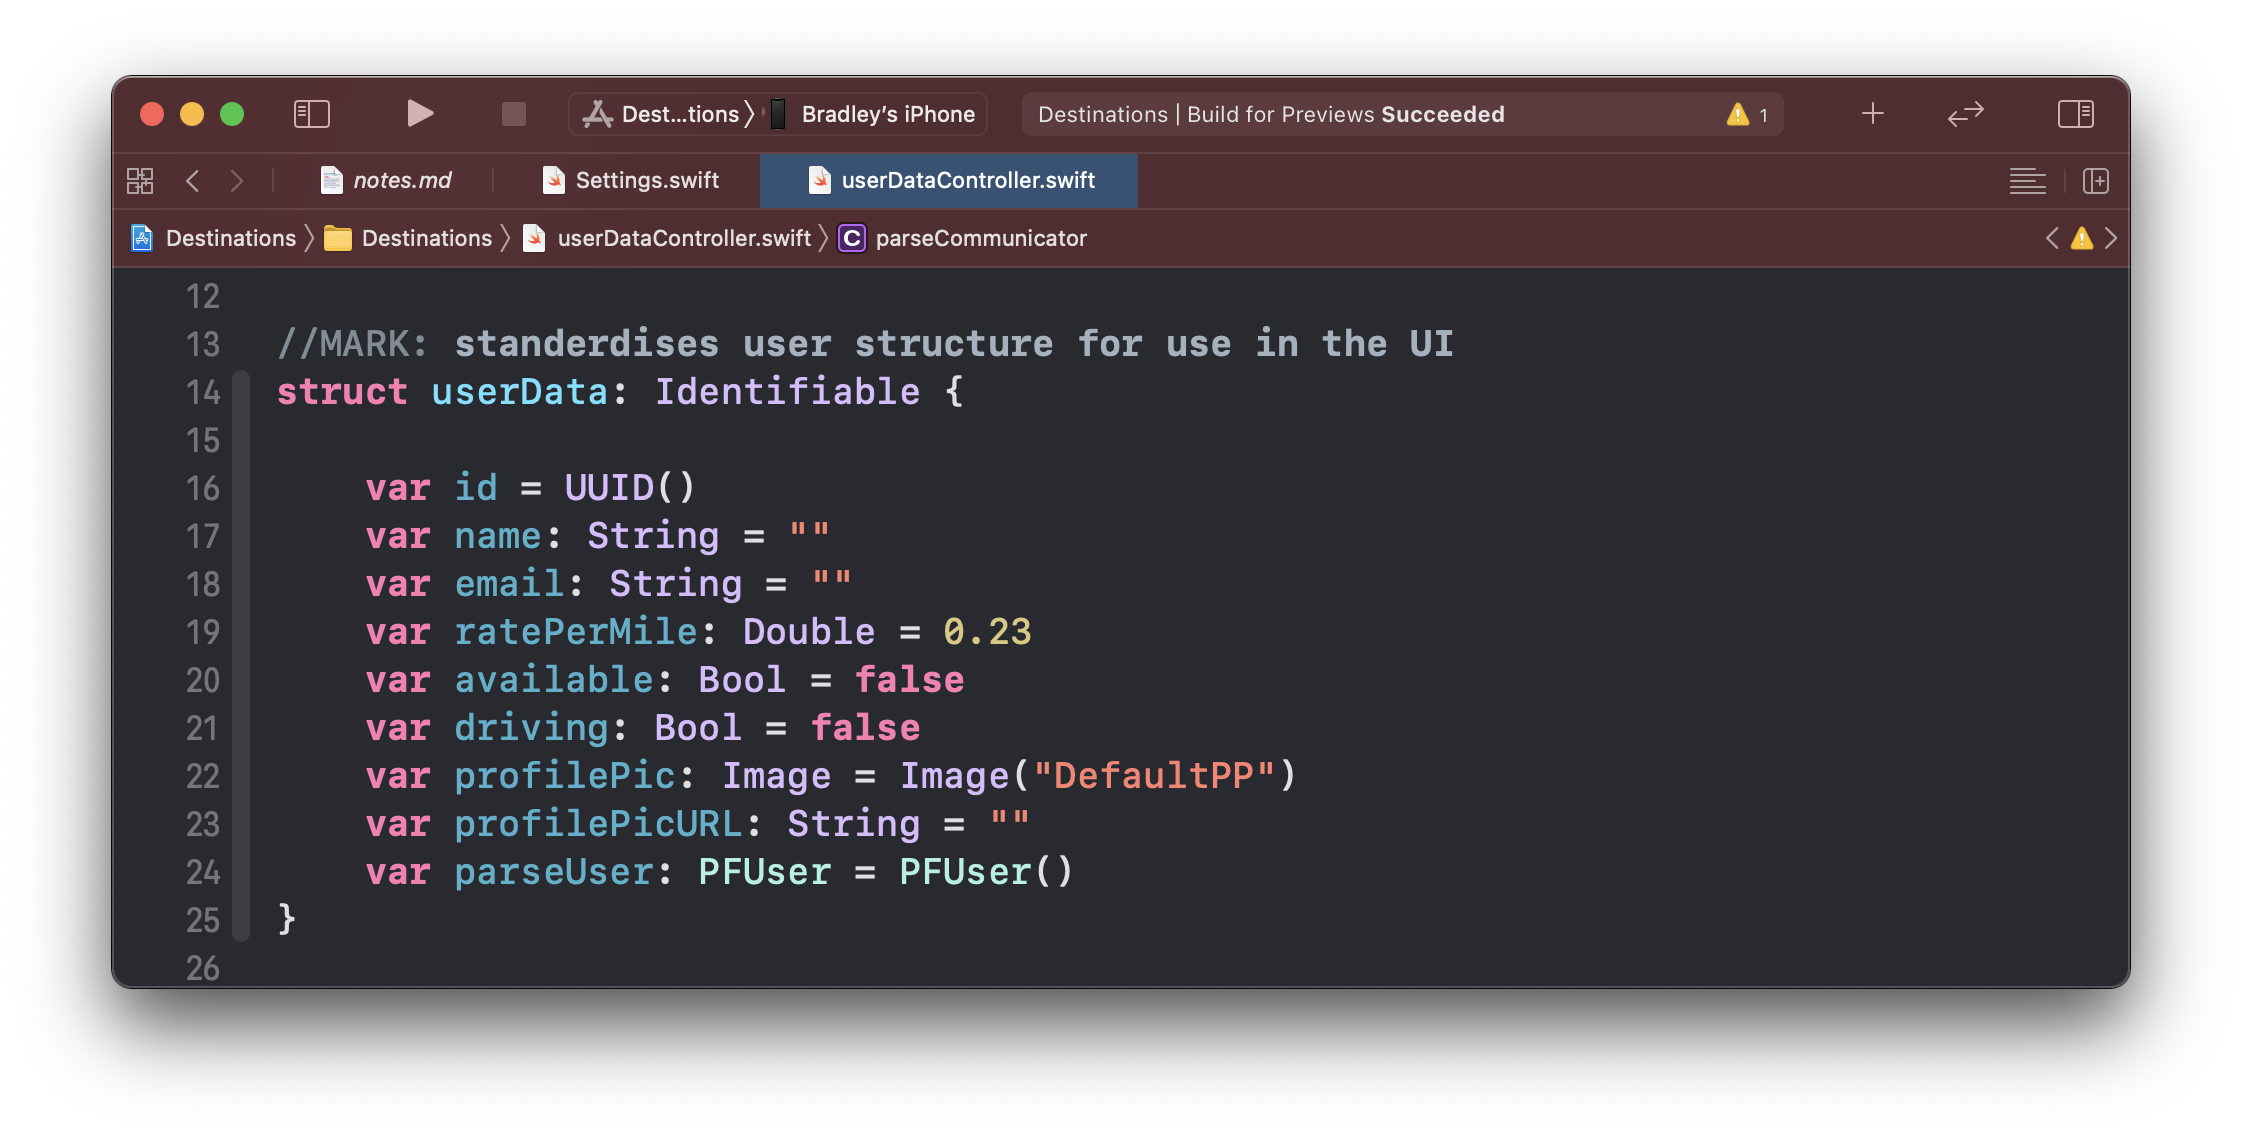 Dest...tions Bradley’s iPhone Destinations | Build for Previews Succeeded 1
notes.md Settings.swift userDataController.swift
Destinations Destinations userDataController.swift C parseCommunicator
12
13 //MARK: standerdises user structure for use in the UI
14 struct userData: Identifiable {
15
16 var id = UUID()
17 var name: String = ""
18 var email: String = ""
19 var ratePerMile: Double = 0.23
20 var available: Bool = false
21 var driving: Bool = false
22 var profilePic: Image = Image("DefaultPP")
23 var profilePicURL: String = ""
24 var parseUser: PFUser = PFUser()
25 }
26